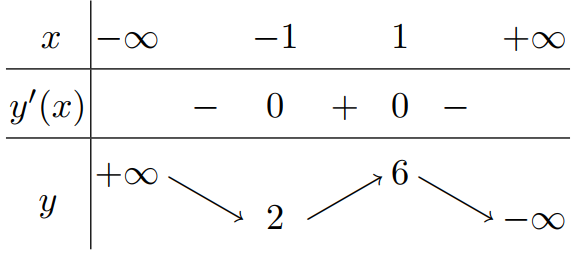 x −∞ −1 1 +∞
y′(x) − 0 + 0 −
y +∞ 2 6 −∞